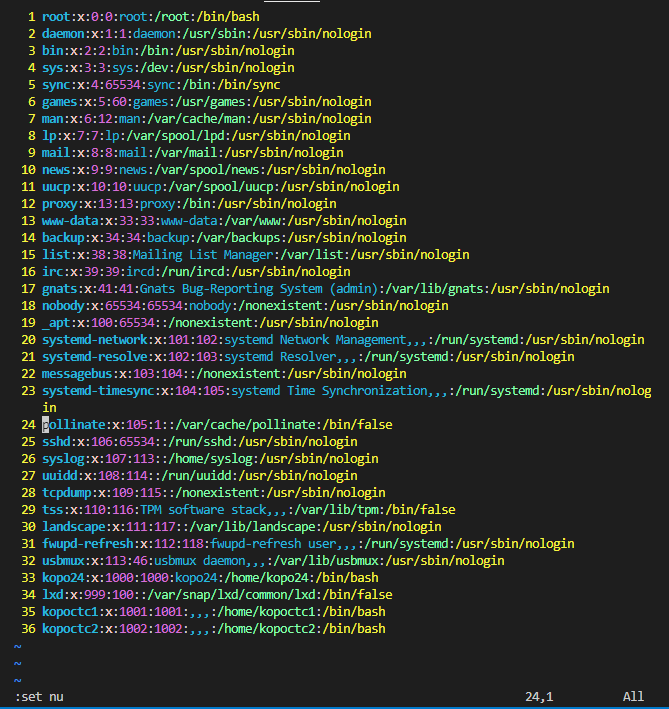 1 root:x:0:0:root:/root:/bin/bash
2 daemon:x:1:1:daemon:/usr/sbin:/usr/sbin/nologin
3 bin:x:2:2:bin:/bin:/usr/sbin/nologin
4 sys:x:3:3:sys:/dev:/usr/sbin/nologin
5 sync:x:4:65534:sync:/bin:/bin/sync
6 games:x:5:60:games:/usr/games:/usr/sbin/nologin
7 man:x:6:12:man:/var/cache/man:/usr/sbin/nologin
8 lp:x:7:7:lp:/var/spool/lpd:/usr/sbin/nologin
9 mail:x:8:8:mail:/var/mail:/usr/sbin/nologin
10 news:x:9:9:news:/var/spool/news:/usr/sbin/nologin
11 uucp:x:10:10:uucp:/var/spool/uucp:/usr/sbin/nologin
12 proxy:x:13:13:proxy:/bin:/usr/sbin/nologin
13 www-data:x:33:33:www-data:/var/www:/usr/sbin/nologin
14 backup:x:34:34:backup:/var/backups:/usr/sbin/nologin
15 list:x:38:38:Mailing List Manager:/var/list:/usr/sbin/nologin
16 irc:x:39:39:ircd:/run/ircd:/usr/sbin/nologin
17 gnats:x:41:41:Gnats Bug-Reporting System (admin):/var/lib/gnats:/usr/sbin/nologin
18 nobody:x:65534:65534:nobody:/nonexistent:/usr/sbin/nologin
19 _apt:x:100:65534::/nonexistent:/usr/sbin/nologin
20 systemd-network:x:101:102:systemd Network Management,,,:/run/systemd:/usr/sbin/nologin
21 systemd-resolve:x:102:103:systemd Resolver,,,:/run/systemd:/usr/sbin/nologin
22 messagebus:x:103:104::/nonexistent:/usr/sbin/nologin
23 systemd-timesync:x:104:105:systemd Time Synchronization,,,:/run/systemd:/usr/sbin/nolog
in
24 pollinate:x:105:1::/var/cache/pollinate:/bin/false
25 sshd:x:106:65534::/run/sshd:/usr/sbin/nologin
26 syslog:x:107:113::/home/syslog:/usr/sbin/nologin
27 uuidd:x:108:114::/run/uuidd:/usr/sbin/nologin
28 tcpdump:x:109:115::/nonexistent:/usr/sbin/nologin
29 tss:x:110:116:TPM software stack,,,:/var/lib/tpm:/bin/false
30 landscape:x:111:117::/var/lib/landscape:/usr/sbin/nologin
31 fwupd-refresh:x:112:118:fwupd-refresh user,,,:/run/systemd:/usr/sbin/nologin
32 usbmux:x:113:46:usbmux daemon,,,:/var/lib/usbmux:/usr/sbin/nologin
33 kopo24:x:1000:1000:kopo24:/home/kopo24:/bin/bash
34 lxd:x:999:100::/var/snap/lxd/common/lxd:/bin/false
35 kopoctc1:x:1001:1001:,,,:/home/kopoctc1:/bin/bash
36 kopoctc2:x:1002:1002:,,,:/home/kopoctc2:/bin/bash
~
~
~
:set nu 24,1 All